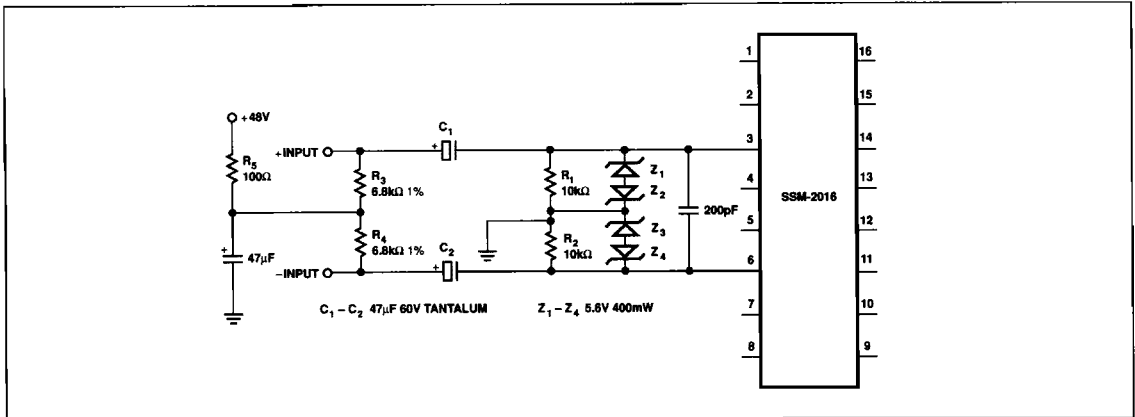 +48V
R5
100Ω
+INPUT
C1
+
R3
6.8kΩ 1%
R4
6.8kΩ 1%
+
47µF
−INPUT
C2
+
R1
10kΩ
R2
10kΩ
Z1
Z2
Z3
Z4
200pF
C1 – C2 47µF 60V TANTALUM
Z1 – Z4 5.6V 400mW
1
2
3
4
5
6
7
8
SSM-2016
16
15
14
13
12
11
10
9